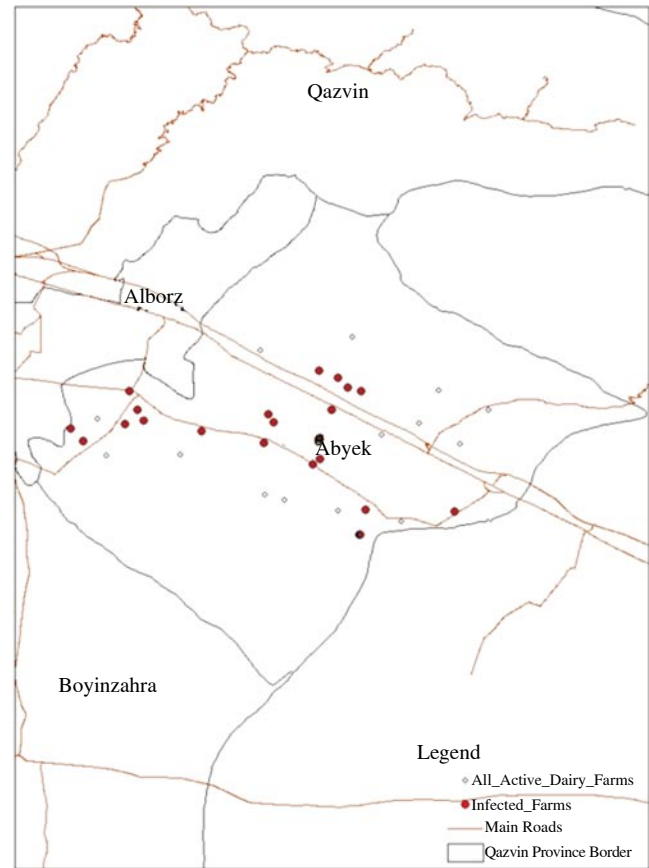 Qazvin
Alborz
Abyek
Boyinzahra
Legend
All_Active_Dairy_Farms
Infected_Farms
Main Roads
Qazvin Province Border